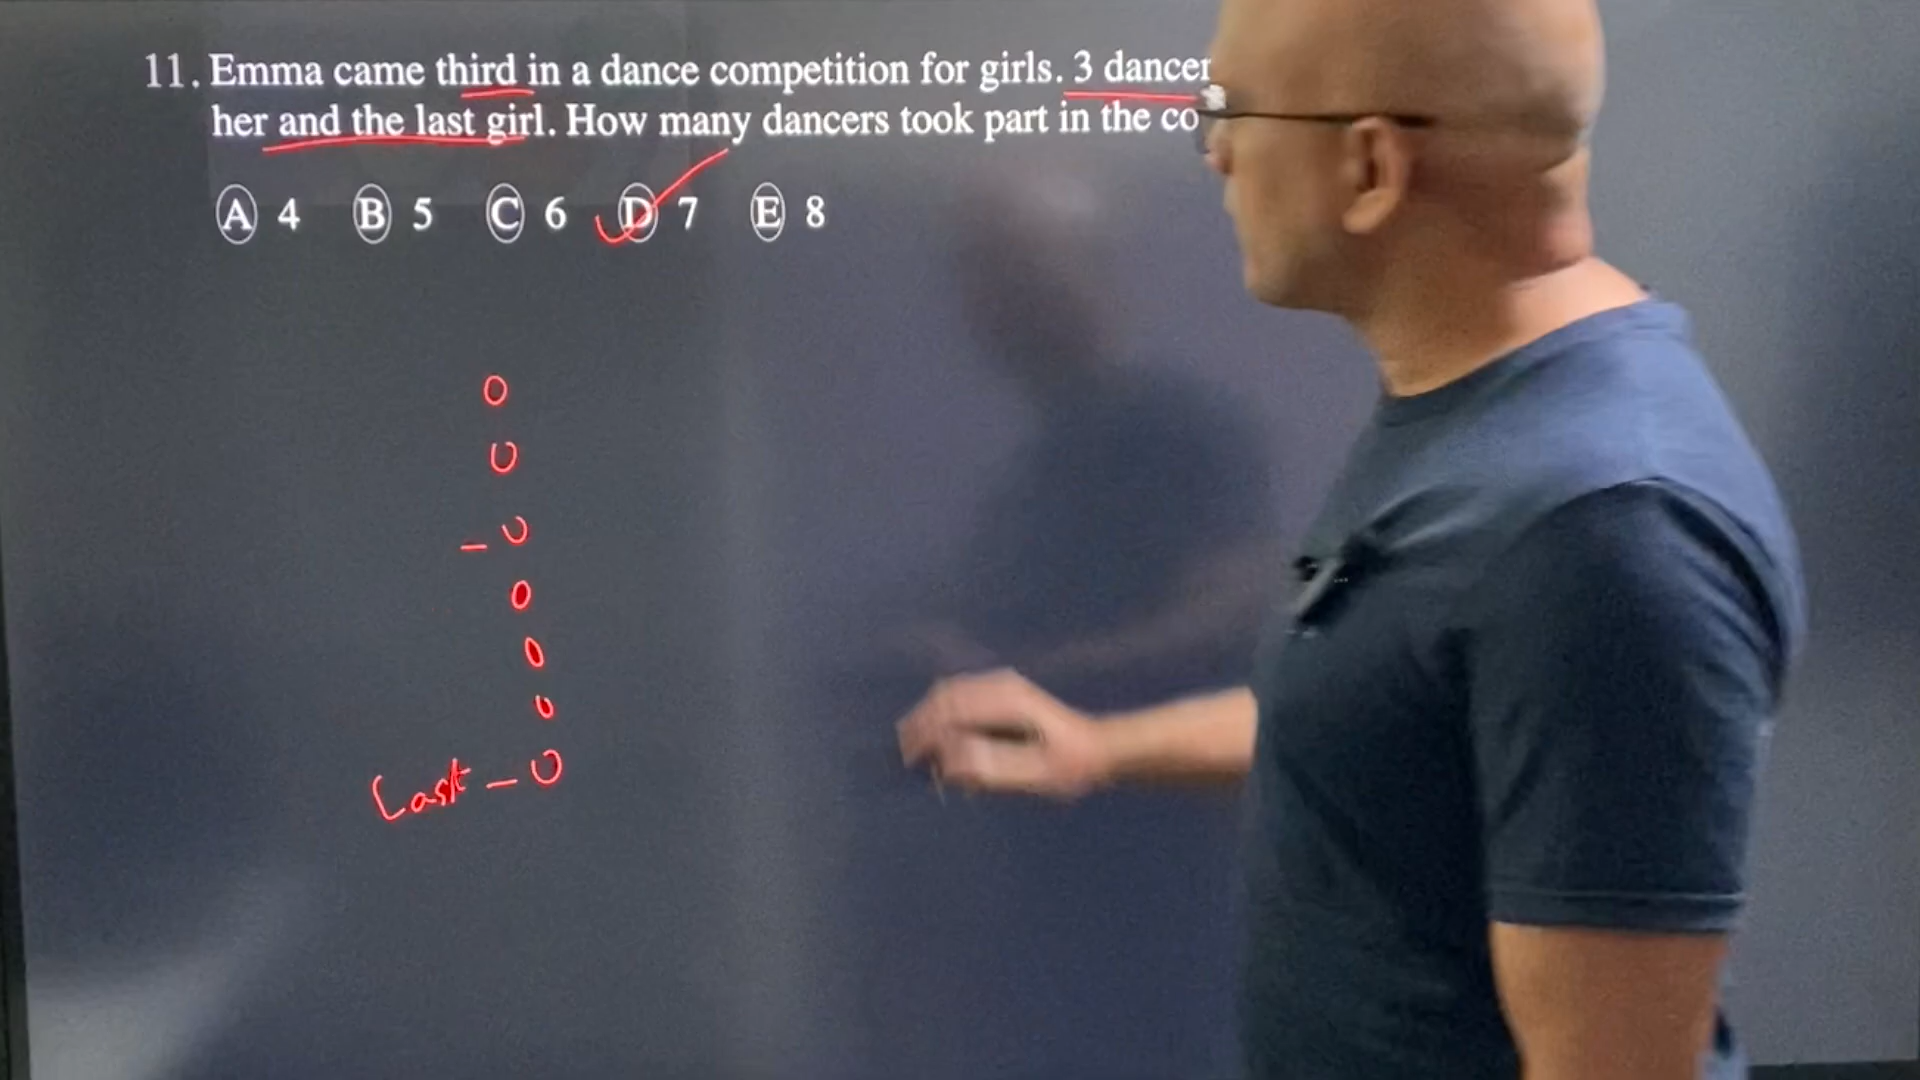 11. Emma came third in a dance competition for girls. 3 dancer
her and the last girl. How many dancers took part in the co
A 4 B 5 C 6 D 7 E 8
Last